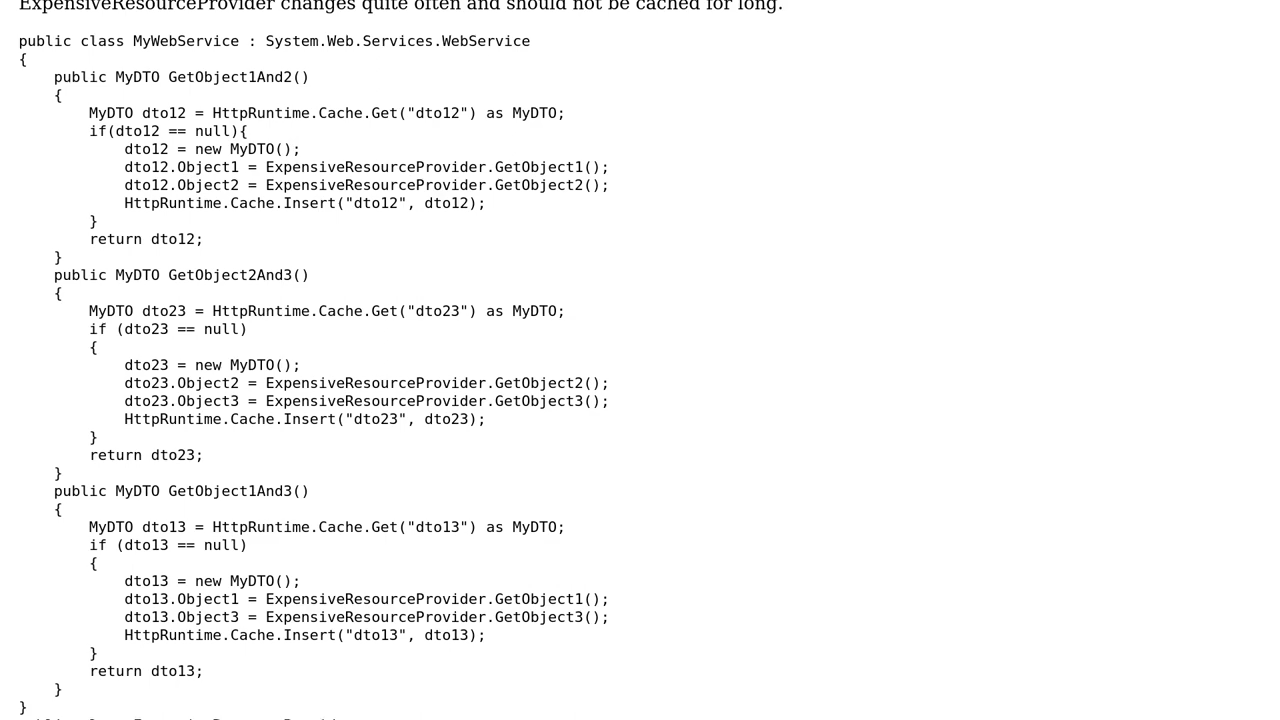 ExpensiveResourceProvider changes quite often and should not be cached for long.
public class MyWebService : System.Web.Services.WebService
{
    public MyDTO GetObject1And2()
    {
        MyDTO dto12 = HttpRuntime.Cache.Get("dto12") as MyDTO;
        if(dto12 == null){
            dto12 = new MyDTO();
            dto12.Object1 = ExpensiveResourceProvider.GetObject1();
            dto12.Object2 = ExpensiveResourceProvider.GetObject2();
            HttpRuntime.Cache.Insert("dto12", dto12);
        }
        return dto12;
    }
    public MyDTO GetObject2And3()
    {
        MyDTO dto23 = HttpRuntime.Cache.Get("dto23") as MyDTO;
        if (dto23 == null)
        {
            dto23 = new MyDTO();
            dto23.Object2 = ExpensiveResourceProvider.GetObject2();
            dto23.Object3 = ExpensiveResourceProvider.GetObject3();
            HttpRuntime.Cache.Insert("dto23", dto23);
        }
        return dto23;
    }
    public MyDTO GetObject1And3()
    {
        MyDTO dto13 = HttpRuntime.Cache.Get("dto13") as MyDTO;
        if (dto13 == null)
        {
            dto13 = new MyDTO();
            dto13.Object1 = ExpensiveResourceProvider.GetObject1();
            dto13.Object3 = ExpensiveResourceProvider.GetObject3();
            HttpRuntime.Cache.Insert("dto13", dto13);
        }
        return dto13;
    }
}